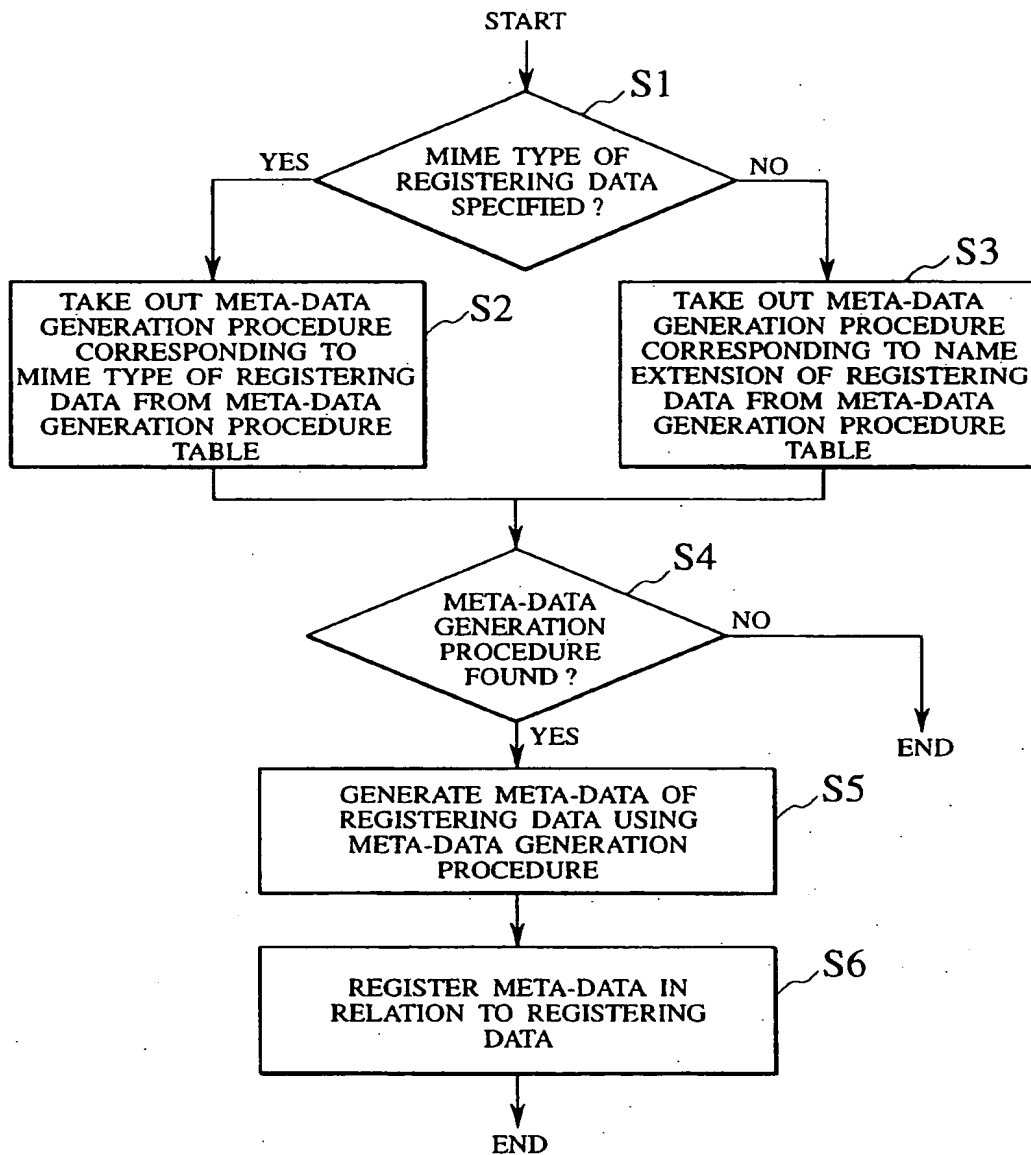 START
S1
MIME TYPE OF
REGISTERING DATA
SPECIFIED ?
YES
NO
S2
TAKE OUT META-DATA
GENERATION PROCEDURE
CORRESPONDING TO
MIME TYPE OF REGISTERING
DATA FROM META-DATA
GENERATION PROCEDURE
TABLE
S3
TAKE OUT META-DATA
GENERATION PROCEDURE
CORRESPONDING TO NAME
EXTENSION OF REGISTERING
DATA FROM META-DATA
GENERATION PROCEDURE
TABLE
S4
META-DATA
GENERATION
PROCEDURE
FOUND ?
NO
END
YES
S5
GENERATE META-DATA OF
REGISTERING DATA USING
META-DATA GENERATION
PROCEDURE
S6
REGISTER META-DATA IN
RELATION TO REGISTERING
DATA
END